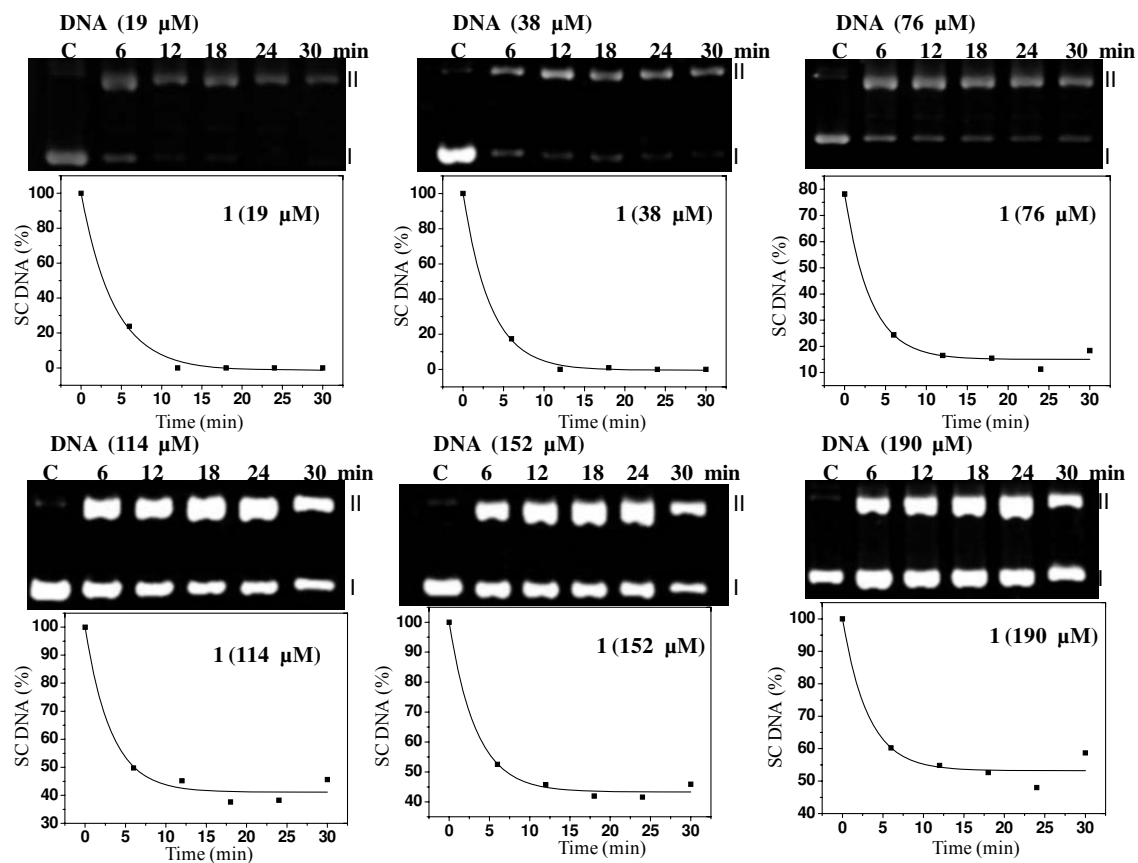 DNA (19 μM)
C 6 12 18 24 30 min
II
I
100
80
60
40
20
0
SC DNA (%)
1 (19 μM)
0 5 10 15 20 25 30
Time (min)
DNA (38 μM)
C 6 12 18 24 30 min
II
I
100
80
60
40
20
0
SC DNA (%)
1 (38 μM)
0 5 10 15 20 25 30
Time (min)
DNA (76 μM)
C 6 12 18 24 30 min
II
I
80
70
60
50
40
30
20
10
SC DNA (%)
1 (76 μM)
0 5 10 15 20 25 30
Time (min)
DNA (114 μM)
C 6 12 18 24 30 min
II
I
100
90
80
70
60
50
40
30
SC DNA (%)
1 (114 μM)
0 5 10 15 20 25 30
Time (min)
DNA (152 μM)
C 6 12 18 24 30 min
II
I
100
90
80
70
60
50
40
SC DNA (%)
1 (152 μM)
0 5 10 15 20 25 30
Time (min)
DNA (190 μM)
C 6 12 18 24 30 min
II
I
100
90
80
70
60
50
40
SC DNA (%)
1 (190 μM)
0 5 10 15 20 25 30
Time (min)